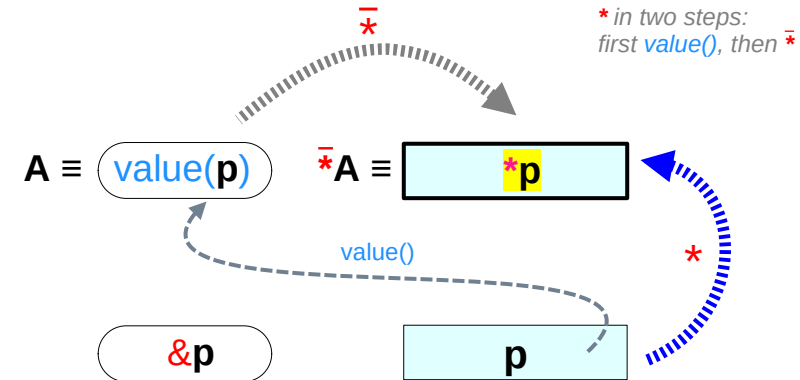 * in two steps:
first value(), then *̅
*̅
A ≡ value(p) *̅A ≡ *p
value()
*
&p p